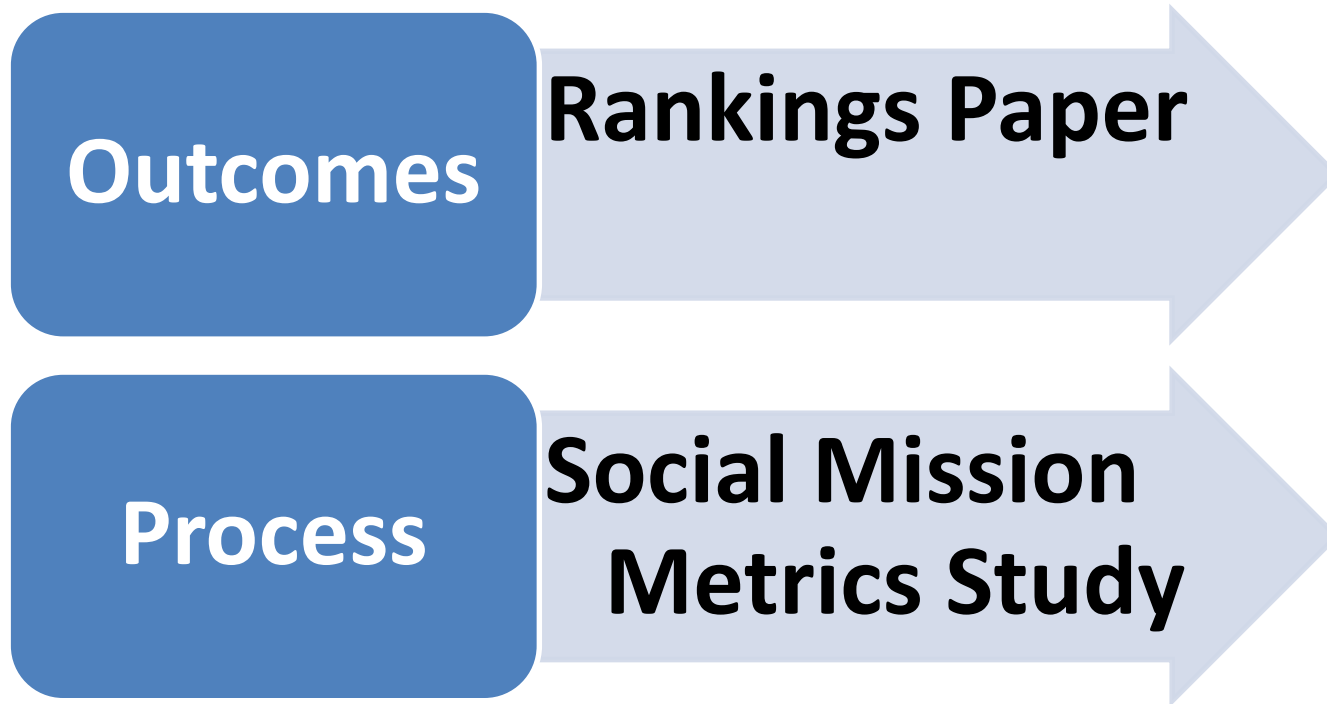 Outcomes
Rankings Paper
Process
Social Mission
Metrics Study